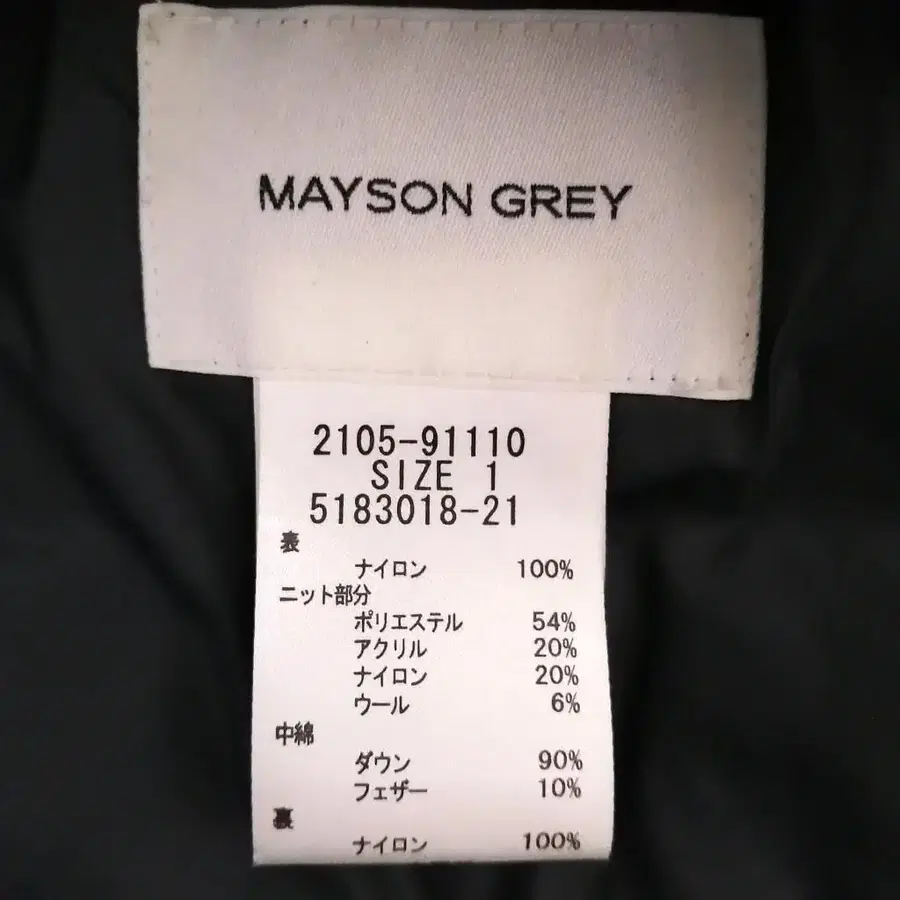 MAYSON GREY
2105-91110
SIZE 1
5183018-21
表
ナイロン 100%
ニット部分
ポリエステル 54%
アクリル 20%
ナイロン 20%
ウール 6%
中綿
ダウン 90%
フェザー 10%
裏
ナイロン 100%